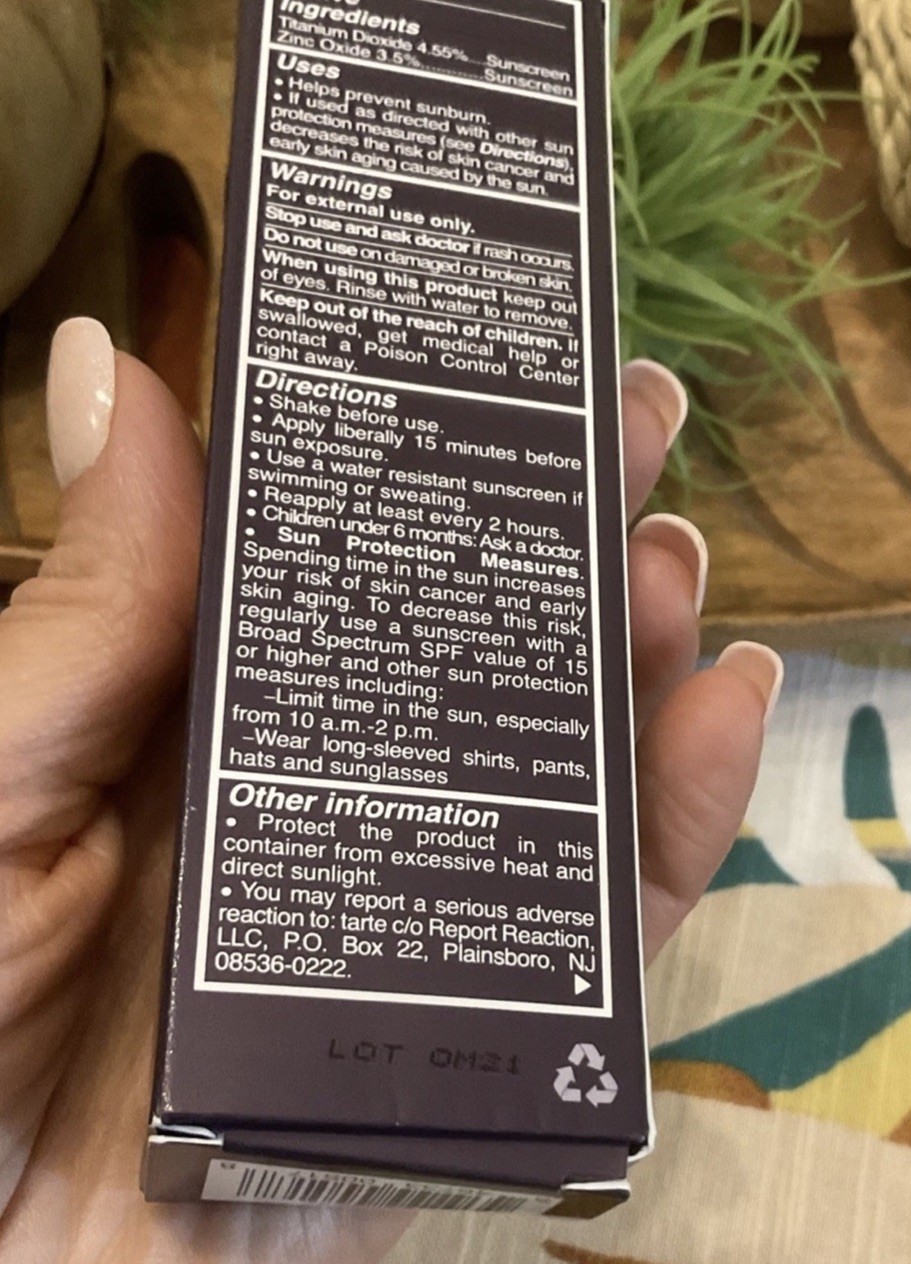 Ingredients
Titanium Dioxide 4.55%....Sunscreen
Zinc Oxide 3.5%............Sunscreen
Uses
• Helps prevent sunburn.
• If used as directed with other sun
protection measures (see Directions),
decreases the risk of skin cancer and
early skin aging caused by the sun.
Warnings
For external use only.
Stop use and ask doctor if rash occurs.
Do not use on damaged or broken skin.
When using this product keep out
of eyes. Rinse with water to remove.
Keep out of the reach of children. If
swallowed, get medical help or
contact a Poison Control Center
right away.
Directions
• Shake before use.
• Apply liberally 15 minutes before
sun exposure.
• Use a water resistant sunscreen if
swimming or sweating.
• Reapply at least every 2 hours.
• Children under 6 months: Ask a doctor.
• Sun Protection Measures.
Spending time in the sun increases
your risk of skin cancer and early
skin aging. To decrease this risk,
regularly use a sunscreen with a
Broad Spectrum SPF value of 15
or higher and other sun protection
measures including:
–Limit time in the sun, especially
from 10 a.m.-2 p.m.
–Wear long-sleeved shirts, pants,
hats and sunglasses
Other information
• Protect the product in this
container from excessive heat and
direct sunlight.
• You may report a serious adverse
reaction to: tarte c/o Report Reaction,
LLC, P.O. Box 22, Plainsboro, NJ
08536-0222.
LOT 0M21